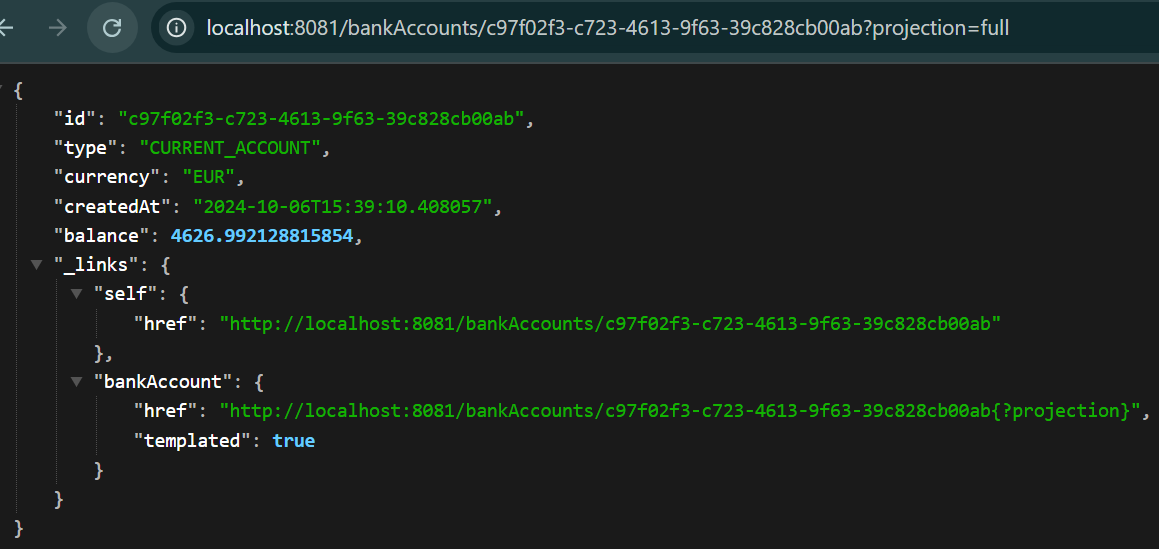 localhost:8081/bankAccounts/c97f02f3-c723-4613-9f63-39c828cb00ab?projection=full
{
"id": "c97f02f3-c723-4613-9f63-39c828cb00ab",
"type": "CURRENT_ACCOUNT",
"currency": "EUR",
"createdAt": "2024-10-06T15:39:10.408057",
"balance": 4626.992128815854,
"_links": {
"self": {
"href": "http://localhost:8081/bankAccounts/c97f02f3-c723-4613-9f63-39c828cb00ab"
},
"bankAccount": {
"href": "http://localhost:8081/bankAccounts/c97f02f3-c723-4613-9f63-39c828cb00ab{?projection}",
"templated": true
}
}
}